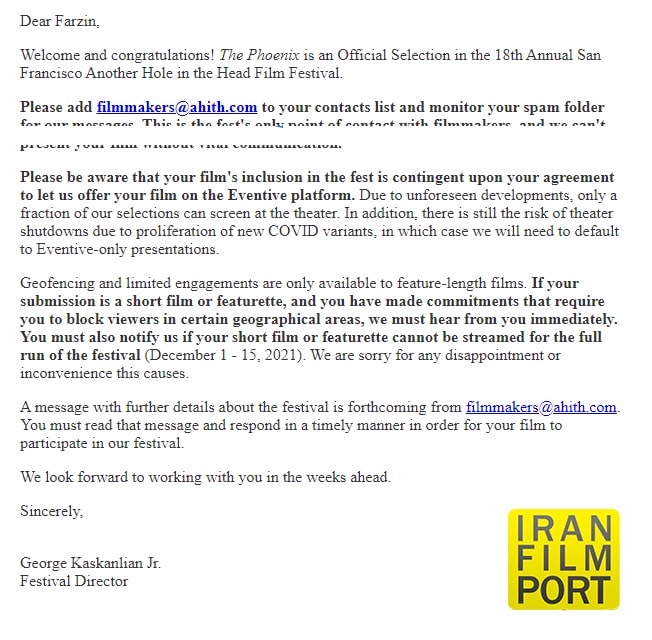 Dear Farzin,
Welcome and congratulations! The Phoenix is an Official Selection in the 18th Annual San
Francisco Another Hole in the Head Film Festival.
Please add filmmakers@ahith.com to your contacts list and monitor your spam folder
for our messages. This is the fest's only point of contact with filmmakers, and we can't
present your film without vital communication.
Please be aware that your film's inclusion in the fest is contingent upon your agreement
to let us offer your film on the Eventive platform. Due to unforeseen developments, only a
fraction of our selections can screen at the theater. In addition, there is still the risk of theater
shutdowns due to proliferation of new COVID variants, in which case we will need to default
to Eventive-only presentations.
Geofencing and limited engagements are only available to feature-length films. If your
submission is a short film or featurette, and you have made commitments that require
you to block viewers in certain geographical areas, we must hear from you immediately.
You must also notify us if your short film or featurette cannot be streamed for the full
run of the festival (December 1 - 15, 2021). We are sorry for any disappointment or
inconvenience this causes.
A message with further details about the festival is forthcoming from filmmakers@ahith.com.
You must read that message and respond in a timely manner in order for your film to
participate in our festival.
We look forward to working with you in the weeks ahead.
Sincerely,
George Kaskanlian Jr.
Festival Director
IRAN
FILM
PORT